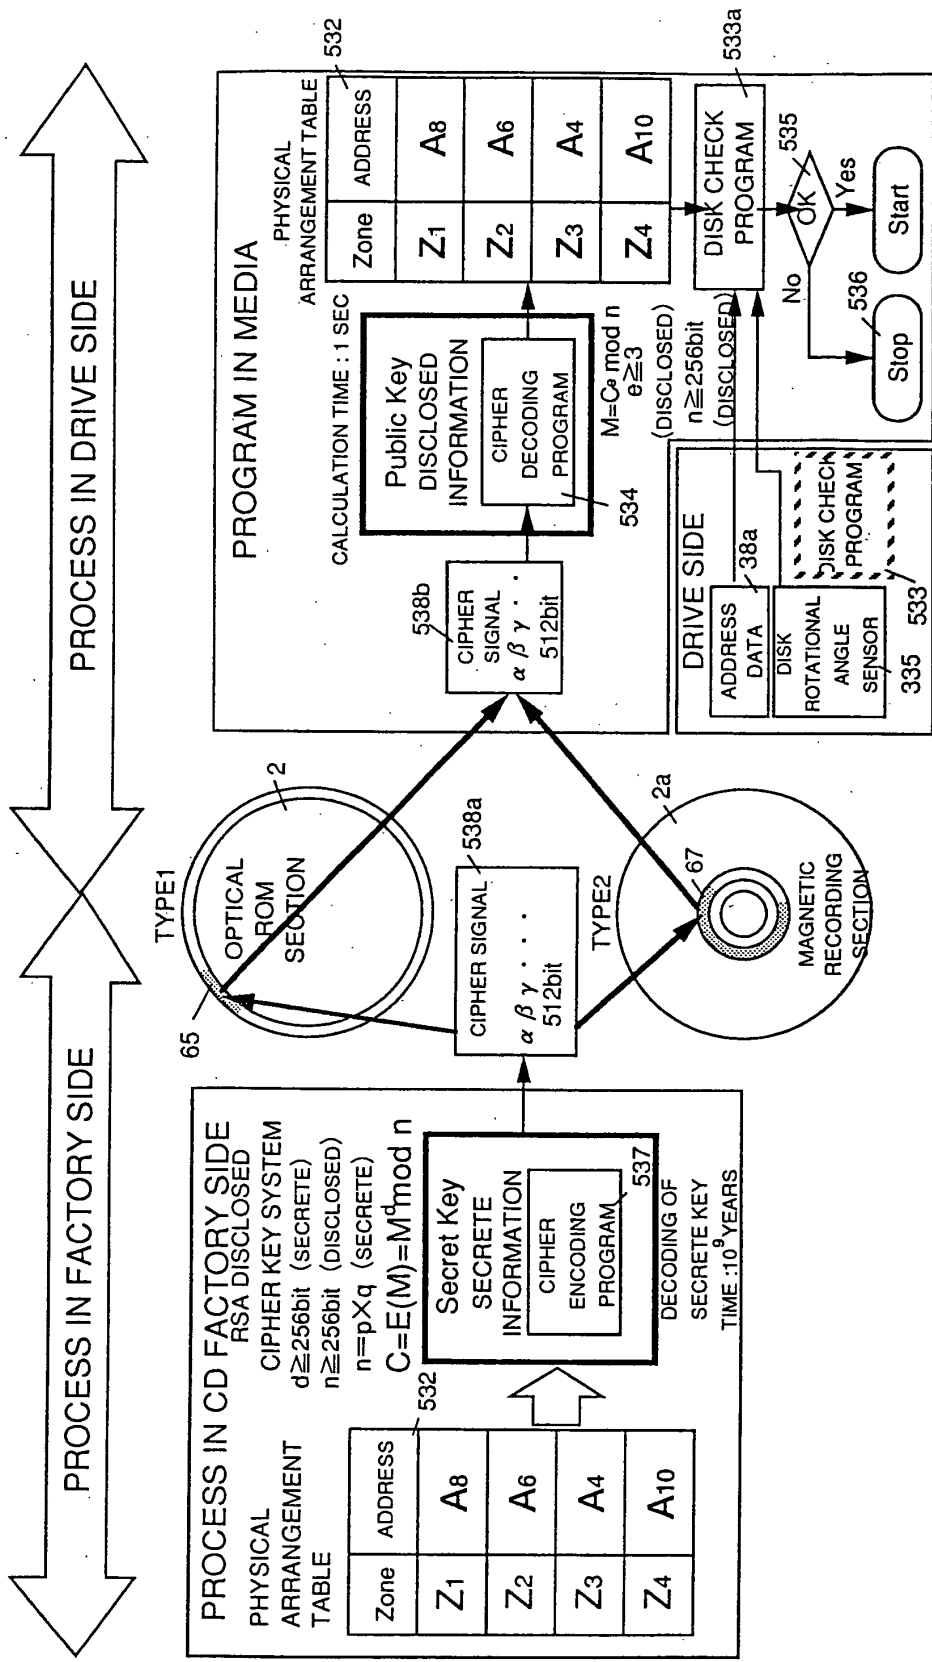 PROCESS IN FACTORY SIDE
PROCESS IN DRIVE SIDE
PROCESS IN CD FACTORY SIDE
PHYSICAL
ARRANGEMENT
TABLE
RSA DISCLOSED
CIPHER KEY SYSTEM
d≧256bit (SECRETE)
n≧256bit (DISCLOSED)
n=p×q (SECRETE)
C=E(M)=M^d mod n
532
Zone ADDRESS
Z1 A8
Z2 A6
Z3 A4
Z4 A10
Secret Key
SECRETE
INFORMATION
CIPHER
ENCODING
PROGRAM
537
DECODING OF
SECRETE KEY
TIME :10^9 YEARS
TYPE1
65
2
OPTICAL
ROM
SECTION
538a
CIPHER SIGNAL
α β γ · · · ·
512bit
TYPE2
2a
67
MAGNETIC
RECORDING
SECTION
PROGRAM IN MEDIA
CALCULATION TIME : 1 SEC
538b
CIPHER
SIGNAL
α β γ · ·
512bit
Public Key
DISCLOSED
INFORMATION
CIPHER
DECODING
PROGRAM
534
M=C^e mod n
e≧3
(DISCLOSED)
n≧256bit
(DISCLOSED)
PHYSICAL
ARRANGEMENT TABLE
532
Zone ADDRESS
Z1 A8
Z2 A6
Z3 A4
Z4 A10
DISK CHECK
PROGRAM
533a
OK
535
No
Yes
Stop
536
Start
DRIVE SIDE
38a
ADDRESS
DATA
DISK
ROTATIONAL
ANGLE
SENSOR
335
DISK CHECK
PROGRAM
533